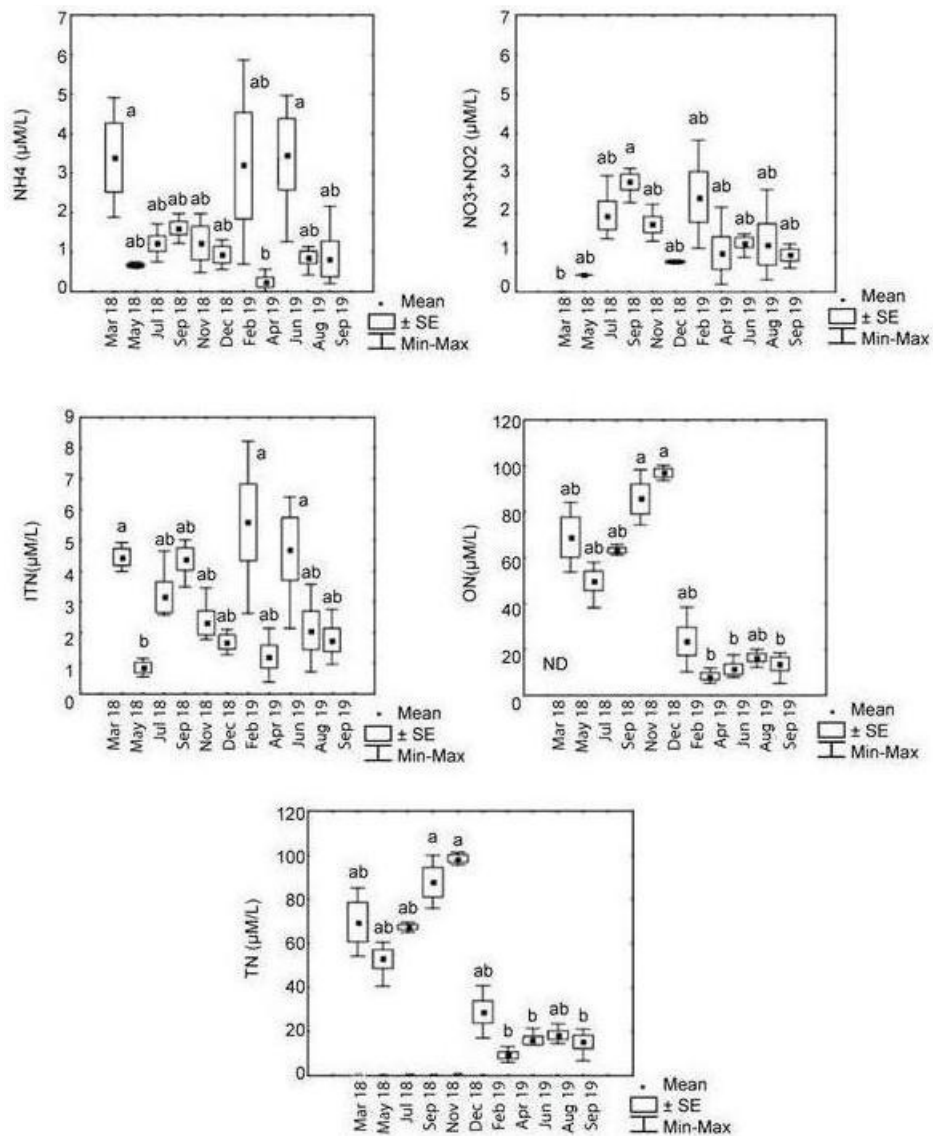 7
6
5
4
3
2
1
0
NH4 (µM/L)
a
ab
ab
ab
ab
ab
ab
b
a
ab
ab
Mar 18
May 18
Jul 18
Sep 18
Nov 18
Dec 18
Feb 19
Apr 19
Jun 19
Aug 19
Sep 19
Mean
± SE
Min-Max
7
6
5
4
3
2
1
0
NO3+NO2 (µM/L)
b
ab
ab
a
ab
ab
ab
ab
ab
ab
ab
Mar 18
May 18
Jul 18
Sep 18
Nov 18
Dec 18
Feb 19
Apr 19
Jun 19
Aug 19
Sep 19
Mean
± SE
Min-Max
9
8
7
6
5
4
3
2
1
0
ITN(µM/L)
a
b
ab
ab
ab
ab
a
ab
a
ab
ab
Mar 18
May 18
Jul 18
Sep 18
Nov 18
Dec 18
Feb 19
Apr 19
Jun 19
Aug 19
Sep 19
Mean
± SE
Min-Max
120
100
80
60
40
20
0
ON(µM/L)
ND
ab
ab
ab
a
a
ab
b
b
ab
b
Mar 18
May 18
Jul 18
Sep 18
Nov 18
Dec 18
Feb 19
Apr 19
Jun 19
Aug 19
Sep 19
Mean
± SE
Min-Max
120
100
80
60
40
20
0
TN (µM/L)
ab
ab
ab
a
a
ab
b
b
ab
b
Mar 18
May 18
Jul 18
Sep 18
Nov 18
Dec 18
Feb 19
Apr 19
Jun 19
Aug 19
Sep 19
Mean
± SE
Min-Max